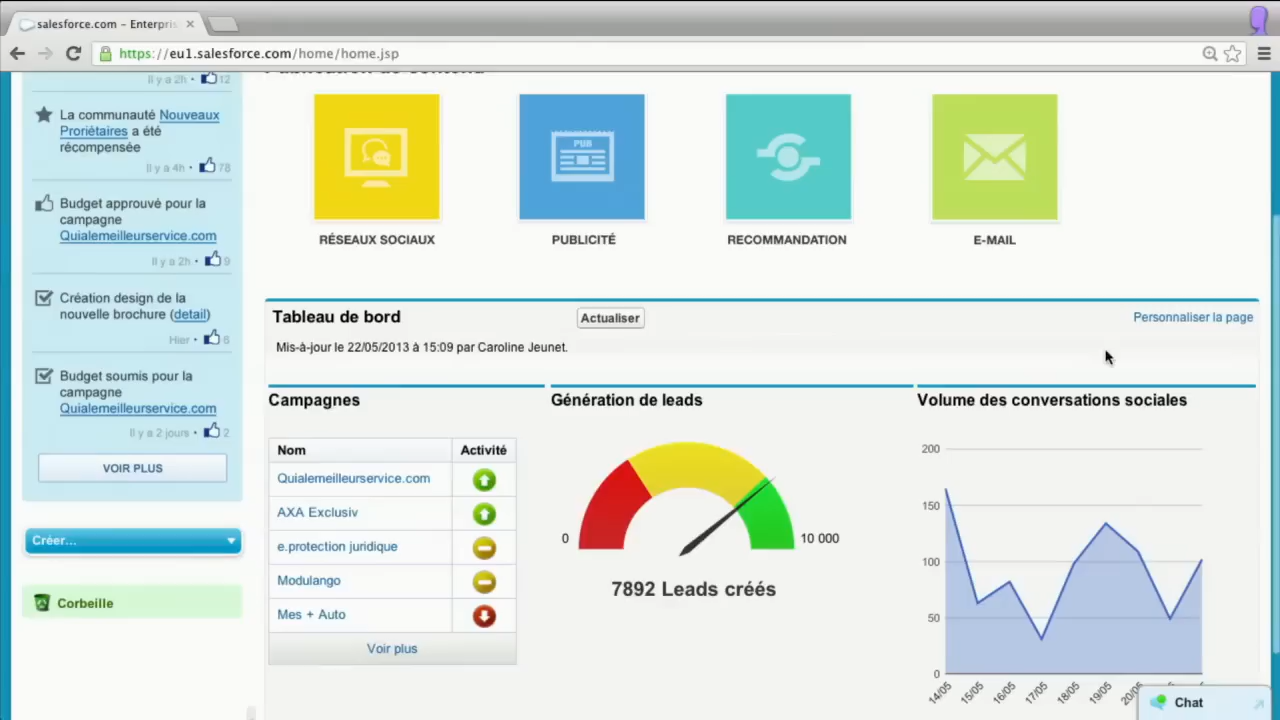 salesforce.com - Enterpris
https://eu1.salesforce.com/home/home.jsp
Il y a 2h • 12
La communauté Nouveaux
Proriétaires a été
récompensée
Il y a 4h • 78
Budget approuvé pour la
campagne
Quialemeilleurservice.com
Il y a 2h • 9
Création design de la
nouvelle brochure (detail)
Hier • 6
Budget soumis pour la
campagne
Quialemeilleurservice.com
Il y a 2 jours • 2
VOIR PLUS
Créer...
Corbeille
PUB
RÉSEAUX SOCIAUX
PUBLICITÉ
RECOMMANDATION
E-MAIL
Tableau de bord
Actualiser
Personnaliser la page
Mis-à-jour le 22/05/2013 à 15:09 par Caroline Jeunet.
Campagnes
Nom Activité
Quialemeilleurservice.com
AXA Exclusiv
e.protection juridique
Modulango
Mes + Auto
Voir plus
Génération de leads
0
10 000
7892 Leads créés
Volume des conversations sociales
200
150
100
50
0
14/05 15/05 16/05 17/05 18/05 19/05
Chat